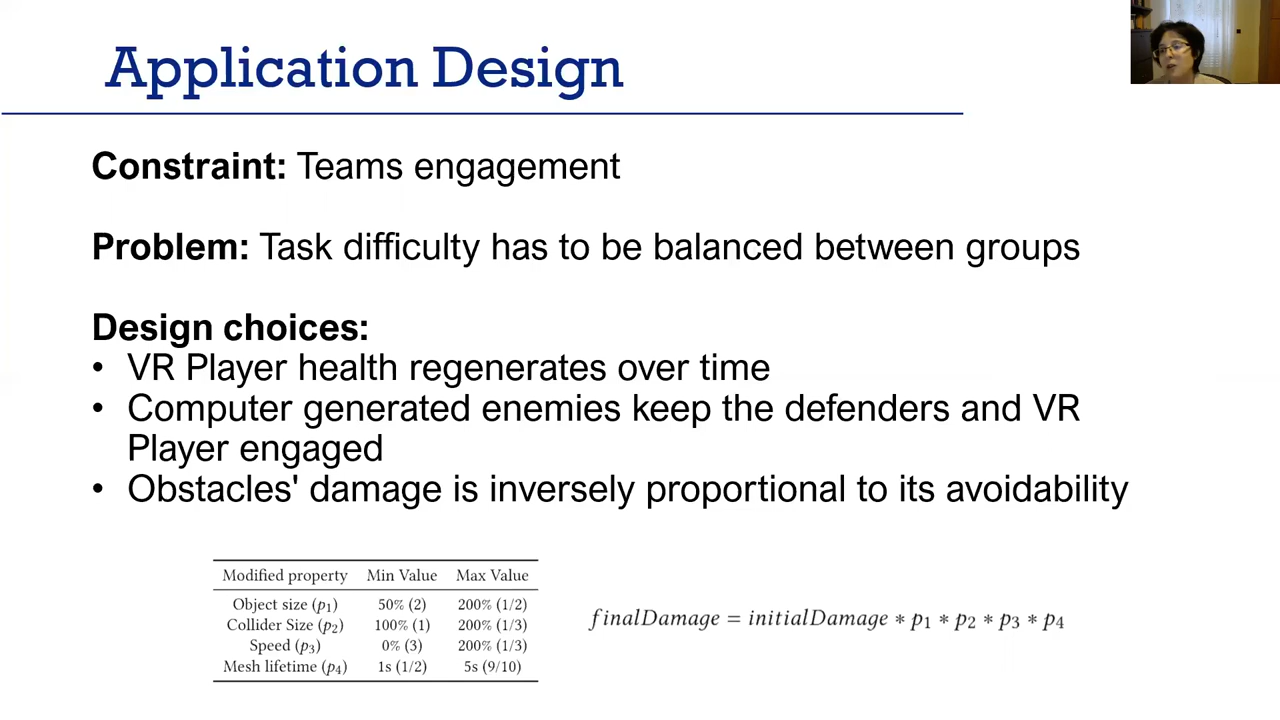 Application Design
Constraint: Teams engagement
Problem: Task difficulty has to be balanced between groups
Design choices:
• VR Player health regenerates over time
• Computer generated enemies keep the defenders and VR
Player engaged
• Obstacles' damage is inversely proportional to its avoidability
Modified property Min Value Max Value
Object size (p₁) 50% (2) 200% (1/2)
Collider Size (p₂) 100% (1) 200% (1/3)
Speed (p₃) 0% (3) 200% (1/3)
Mesh lifetime (p₄) 1s (1/2) 5s (9/10)
finalDamage = initialDamage * p₁ * p₂ * p₃ * p₄